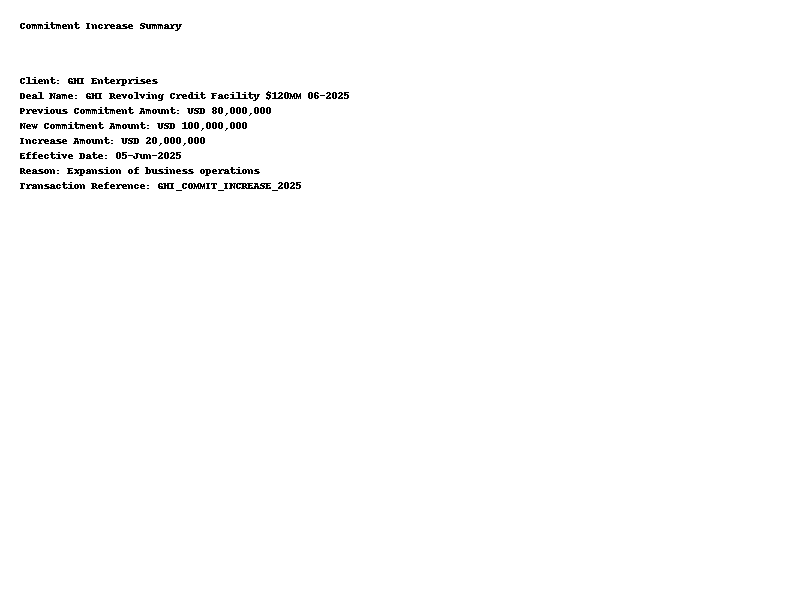 Commitment Increase Summary
Client: GHI Enterprises
Deal Name: GHI Revolving Credit Facility $120MM 06-2025
Previous Commitment Amount: USD 80,000,000
New Commitment Amount: USD 100,000,000
Increase Amount: USD 20,000,000
Effective Date: 05-Jun-2025
Reason: Expansion of business operations
Transaction Reference: GHI_COMMIT_INCREASE_2025